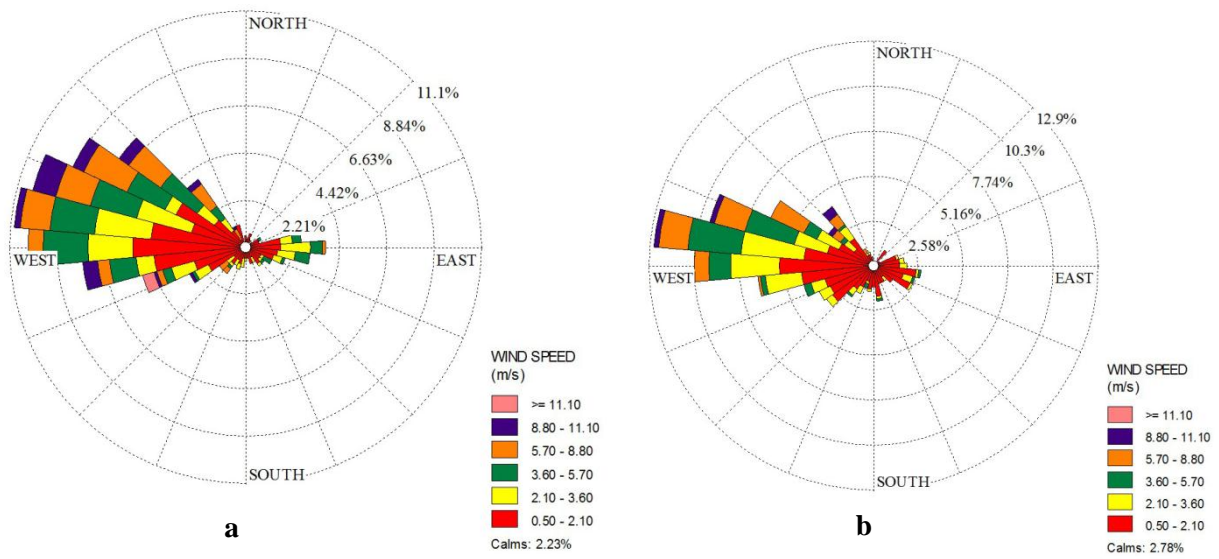 NORTH
11.1%
8.84%
6.63%
4.42%
2.21%
WEST
EAST
SOUTH
WIND SPEED
(m/s)
>= 11.10
8.80 - 11.10
5.70 - 8.80
3.60 - 5.70
2.10 - 3.60
0.50 - 2.10
Calms: 2.23%
a
NORTH
12.9%
10.3%
7.74%
5.16%
2.58%
WEST
EAST
SOUTH
WIND SPEED
(m/s)
>= 11.10
8.80 - 11.10
5.70 - 8.80
3.60 - 5.70
2.10 - 3.60
0.50 - 2.10
Calms: 2.78%
b